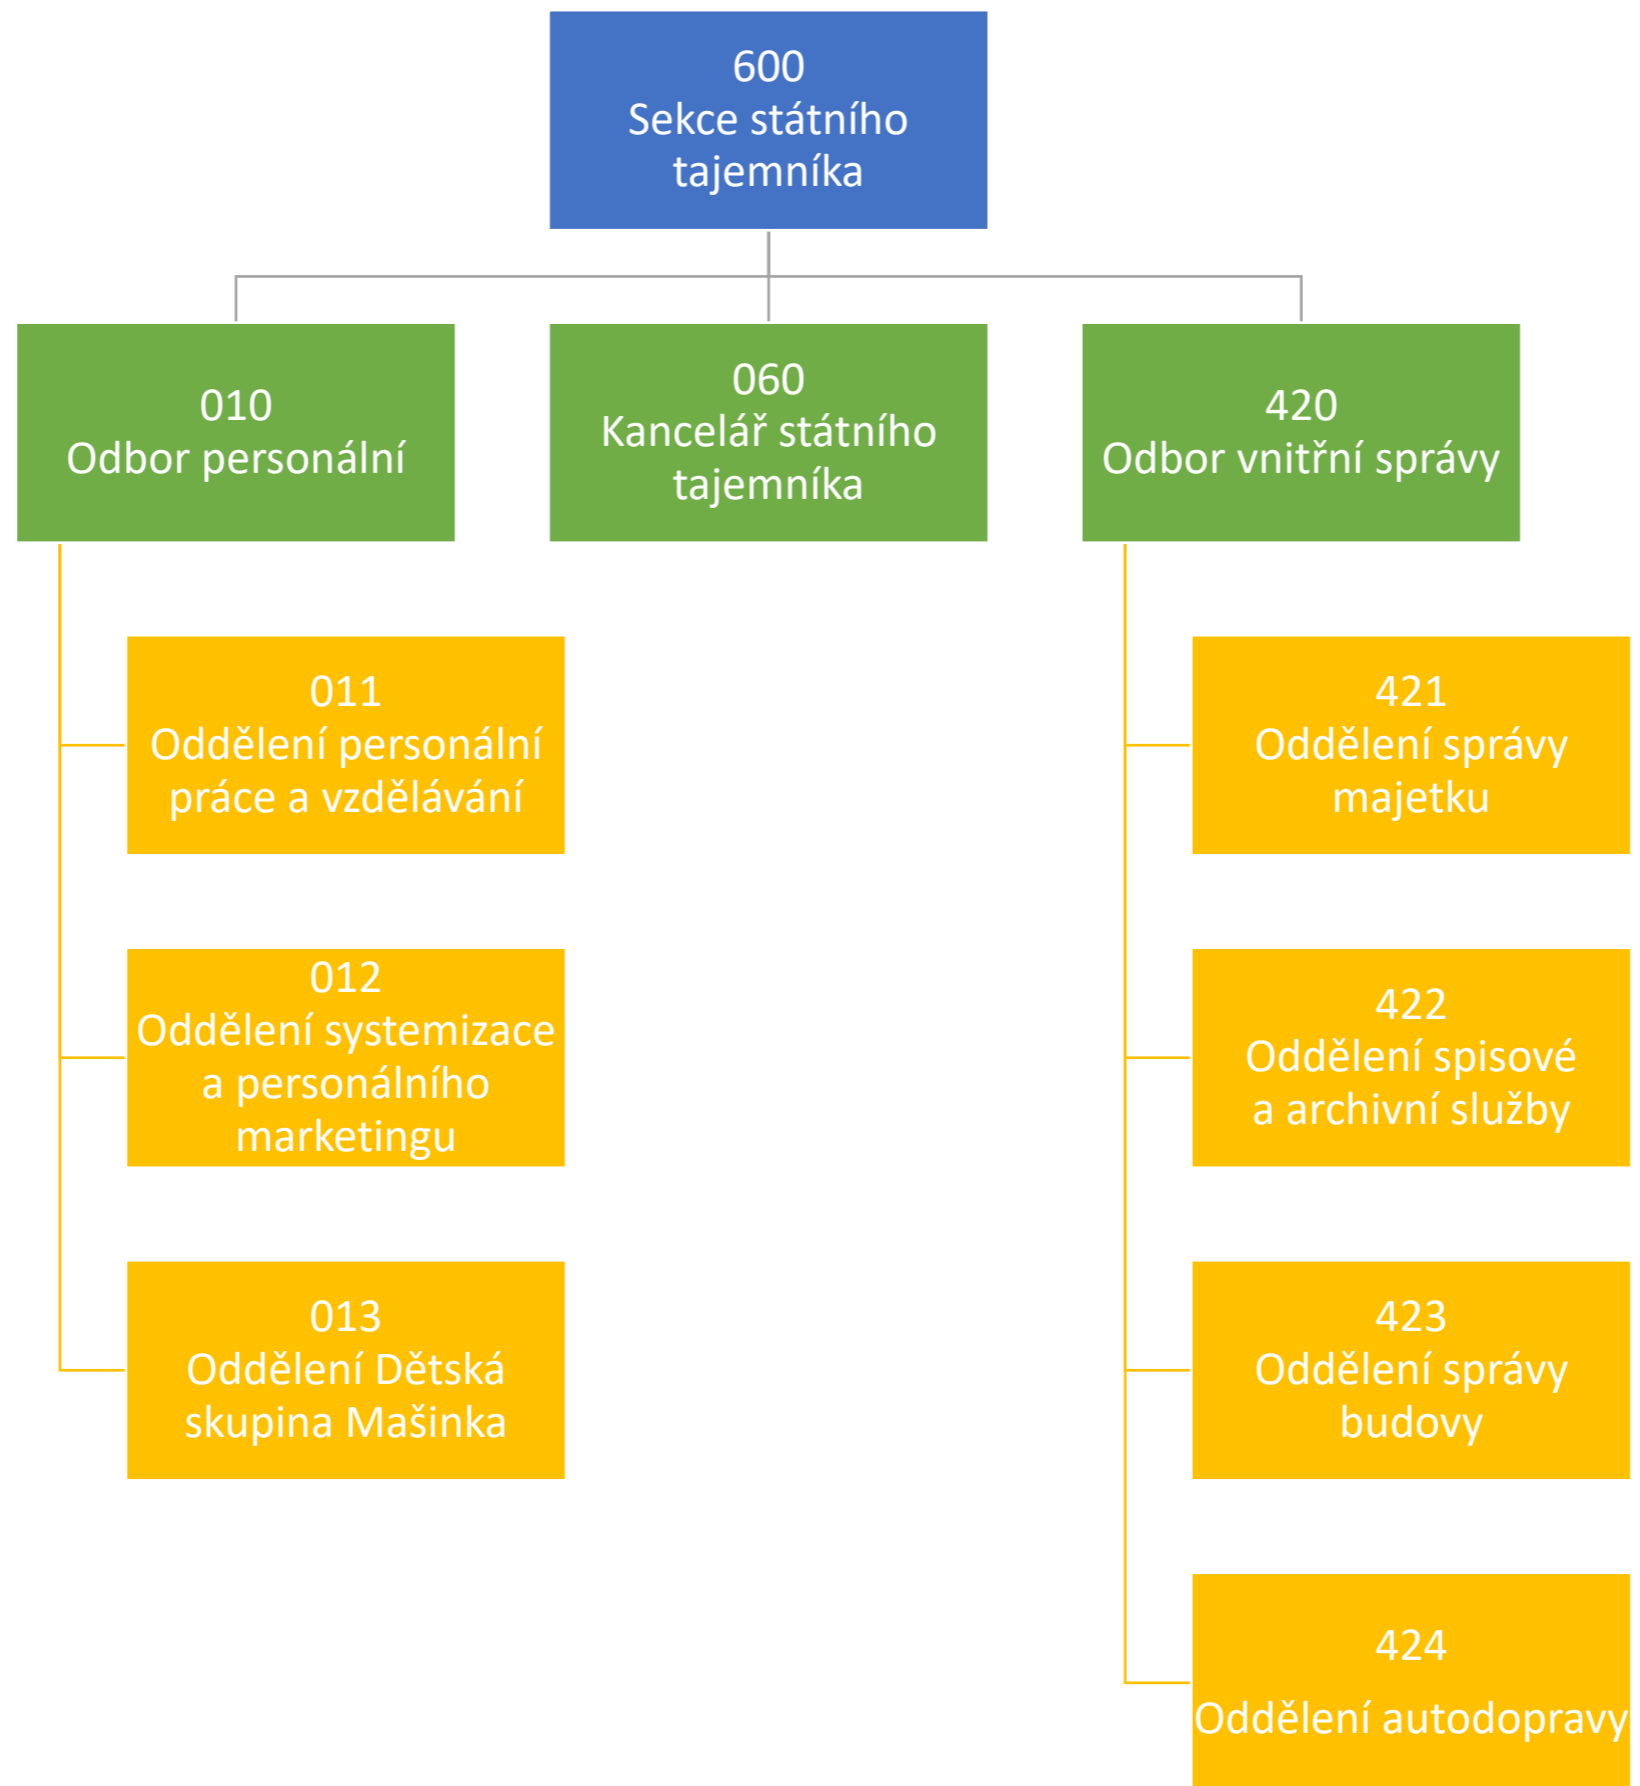 600
Sekce státního
tajemníka
010
Odbor personální
060
Kancelář státního
tajemníka
420
Odbor vnitřní správy
011
Oddělení personální
práce a vzdělávání
012
Oddělení systemizace
a personálního
marketingu
013
Oddělení Dětská
skupina Mašinka
421
Oddělení správy
majetku
422
Oddělení spisové
a archivní služby
423
Oddělení správy
budovy
424
Oddělení autodopravy